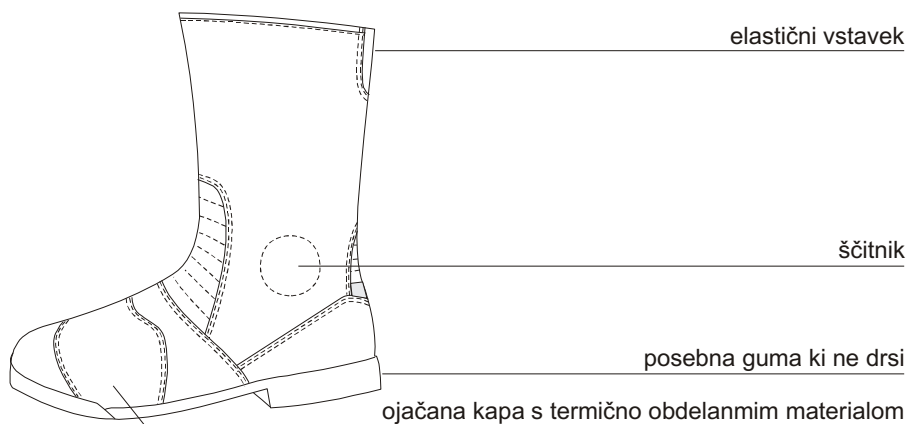 elastični vstavek
ščitnik
posebna guma ki ne drsi
ojačana kapa s termično obdelanmim materialom